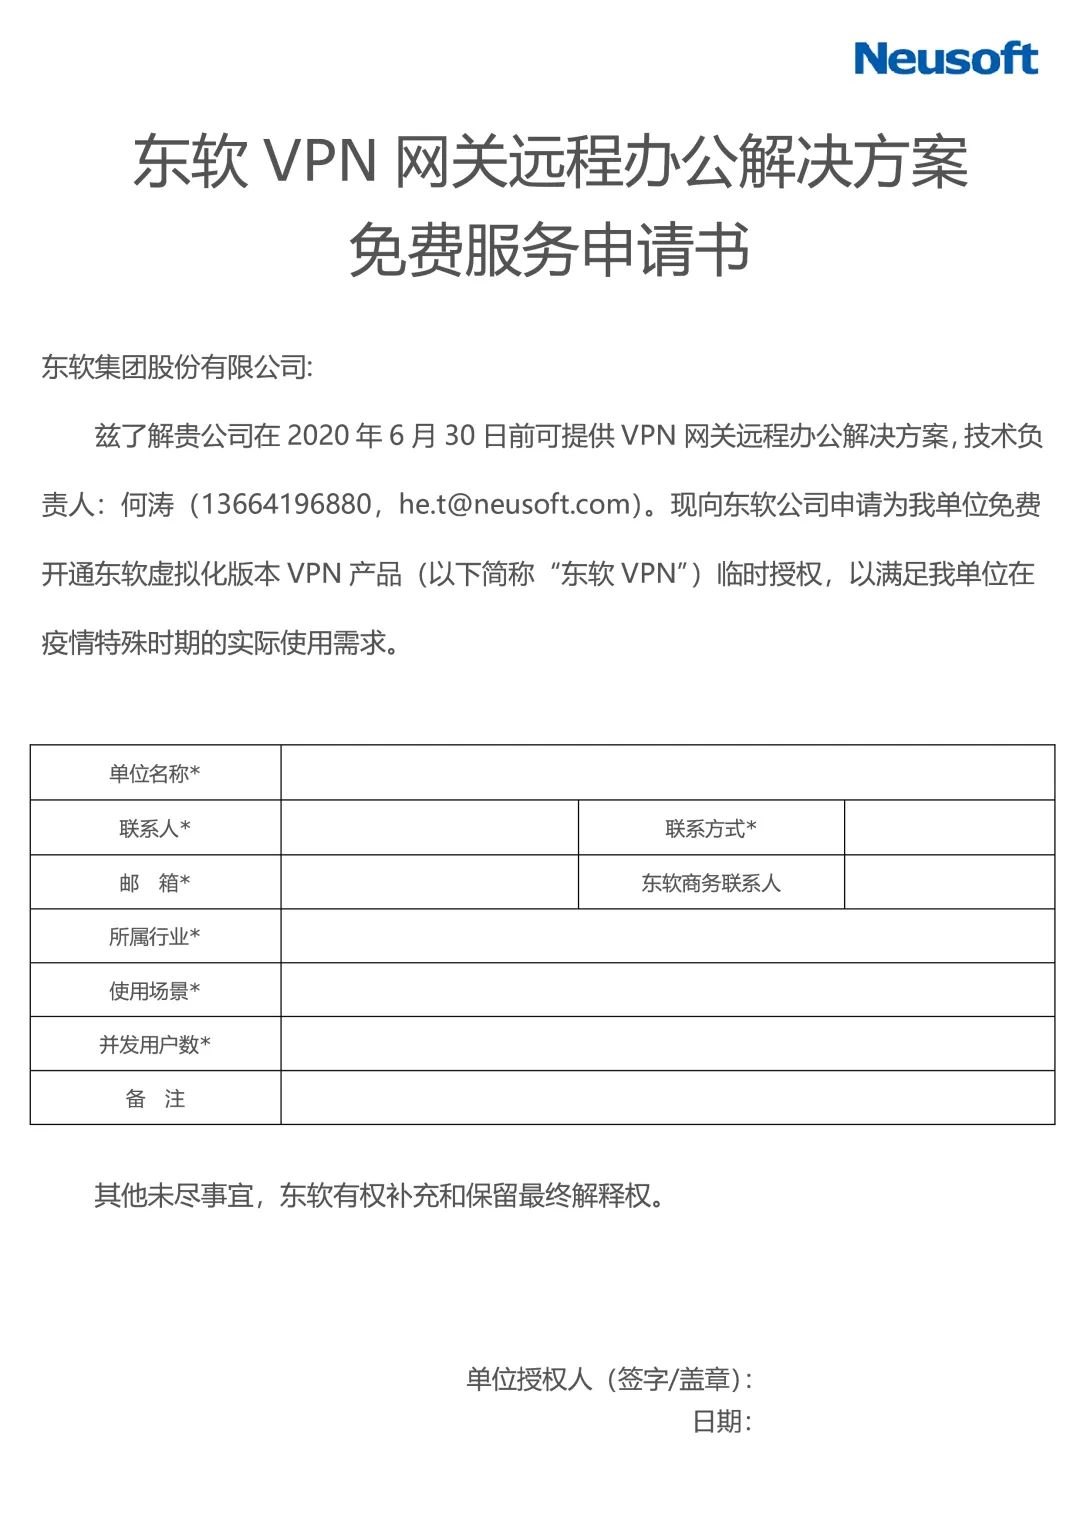 Neusoft
东软 VPN 网关远程办公解决方案
免费服务申请书
东软集团股份有限公司:
兹了解贵公司在 2020 年 6 月 30 日前可提供 VPN 网关远程办公解决方案，技术负
责人：何涛（13664196880，he.t@neusoft.com）。现向东软公司申请为我单位免费
开通东软虚拟化版本 VPN 产品（以下简称“东软 VPN”）临时授权，以满足我单位在
疫情特殊时期的实际使用需求。
单位名称*
联系人* 联系方式*
邮 箱* 东软商务联系人
所属行业*
使用场景*
并发用户数*
备 注
其他未尽事宜，东软有权补充和保留最终解释权。
单位授权人（签字/盖章）：
日期：